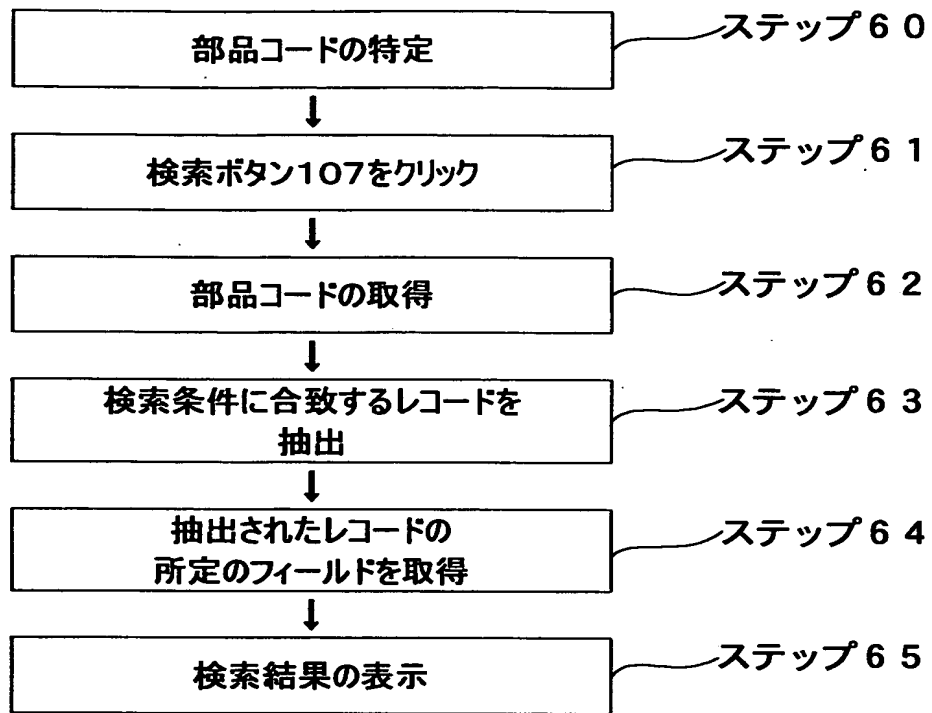 部品コードの特定
ステップ６０
↓
検索ボタン１０７をクリック
ステップ６１
↓
部品コードの取得
ステップ６２
↓
検索条件に合致するレコードを
抽出
ステップ６３
↓
抽出されたレコードの
所定のフィールドを取得
ステップ６４
↓
検索結果の表示
ステップ６５